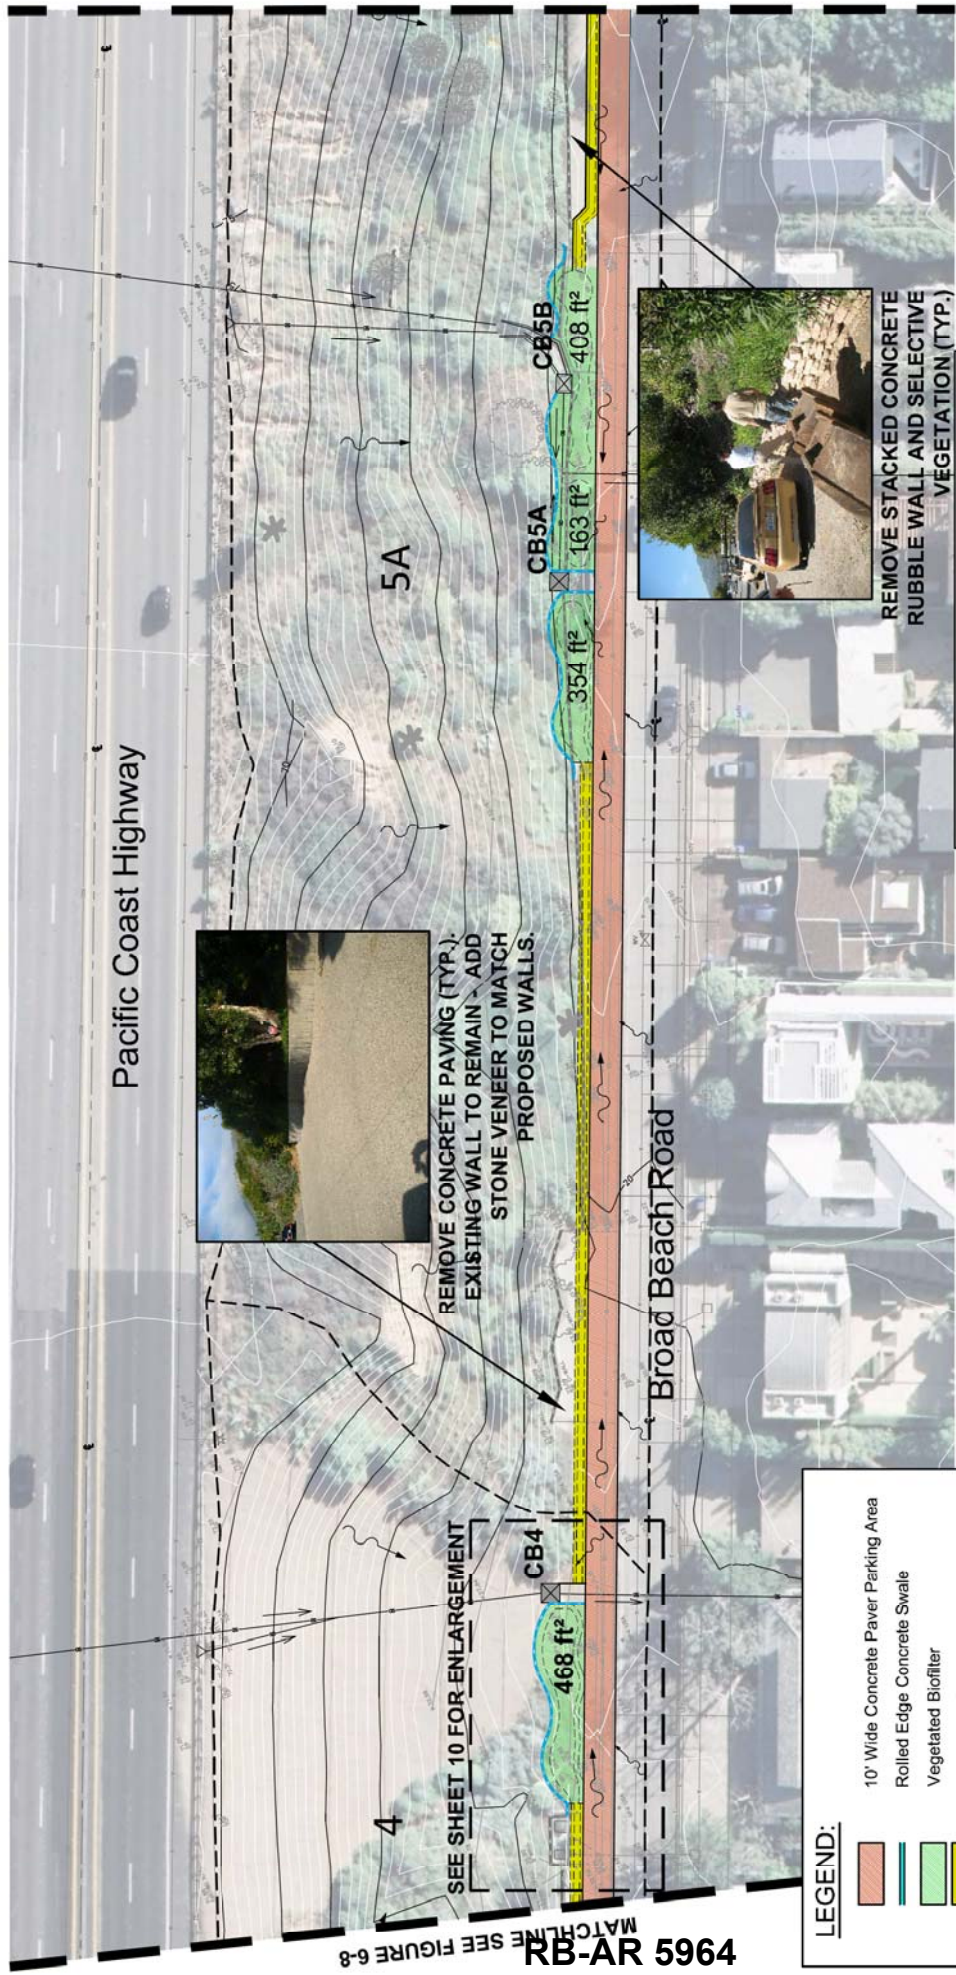 Pacific Coast Highway
REMOVE CONCRETE PAVING (TYP.).
EXISTING WALL TO REMAIN - ADD
STONE VENEER TO MATCH
PROPOSED WALLS.
4
5A
SEE SHEET 10 FOR ENLARGEMENT
CB4
468 ft²
CB5A
CB5B
354 ft²
163 ft²
408 ft²
70
20
Broad Beach Road
REMOVE STACKED CONCRETE
RUBBLE WALL AND SELECTIVE
VEGETATION (TYP.)
MATCHLINE SEE FIGURE 6-8
LEGEND:
10' Wide Concrete Paver Parking Area
Rolled Edge Concrete Swale
Vegetated Biofilter
RB-AR 5964